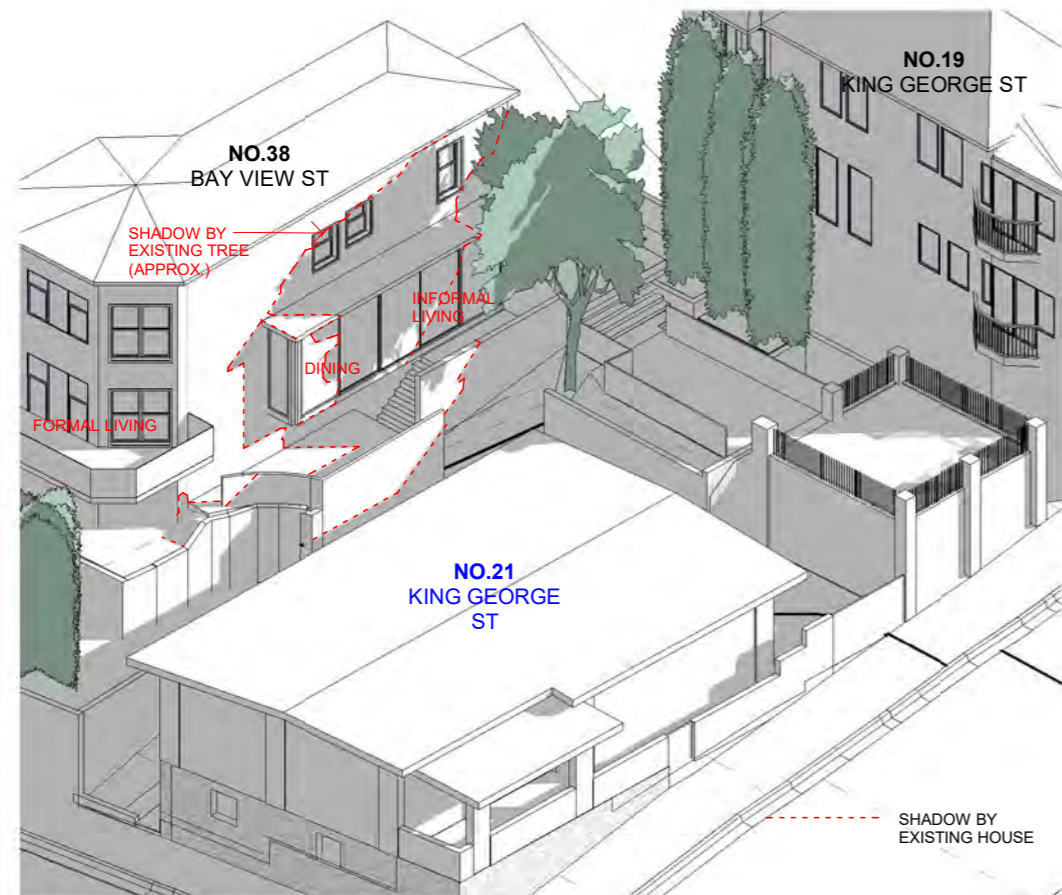 NO.19
KING GEORGE ST
NO.38
BAY VIEW ST
SHADOW BY
EXISTING TREE
(APPROX.)
INFORMAL
LIVING
DINING
FORMAL LIVING
NO.21
KING GEORGE
ST
SHADOW BY
EXISTING HOUSE